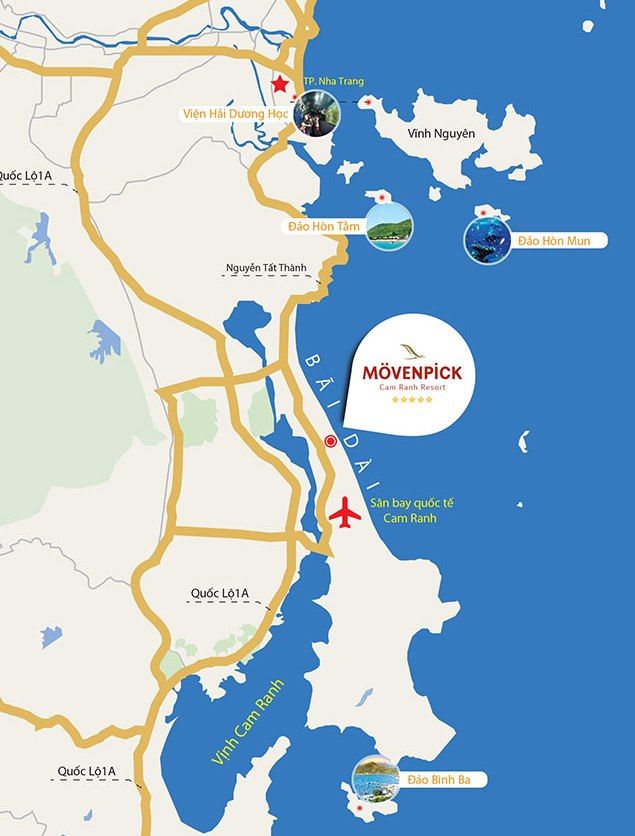 TP. Nha Trang
Viện Hải Dương Học
Vĩnh Nguyên
Quốc Lộ1A
Đảo Hòn Tằm
Đảo Hòn Mun
Nguyễn Tất Thành
MÖVENPİCK
Cam Ranh Resort
BÃI DÀI
Sân bay quốc tế
Cam Ranh
Quốc Lộ1A
Vịnh Cam Ranh
Quốc Lộ1A
Đảo Bình Ba